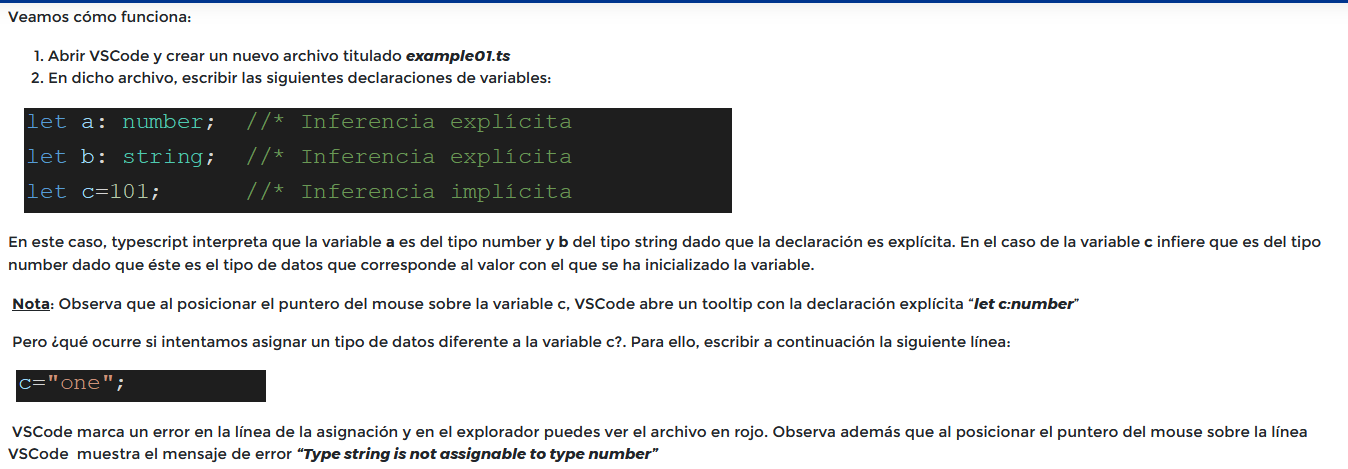 Veamos cómo funciona:
1. Abrir VSCode y crear un nuevo archivo titulado example01.ts
2. En dicho archivo, escribir las siguientes declaraciones de variables:
let a: number;  //* Inferencia explícita
let b: string;  //* Inferencia explícita
let c=101;      //* Inferencia implícita
En este caso, typescript interpreta que la variable a es del tipo number y b del tipo string dado que la declaración es explícita. En el caso de la variable c infiere que es del tipo
number dado que éste es el tipo de datos que corresponde al valor con el que se ha inicializado la variable.
Nota: Observa que al posicionar el puntero del mouse sobre la variable c, VSCode abre un tooltip con la declaración explícita “let c:number”
Pero ¿qué ocurre si intentamos asignar un tipo de datos diferente a la variable c?. Para ello, escribir a continuación la siguiente línea:
c="one";
VSCode marca un error en la línea de la asignación y en el explorador puedes ver el archivo en rojo. Observa además que al posicionar el puntero del mouse sobre la línea
VSCode  muestra el mensaje de error “Type string is not assignable to type number”